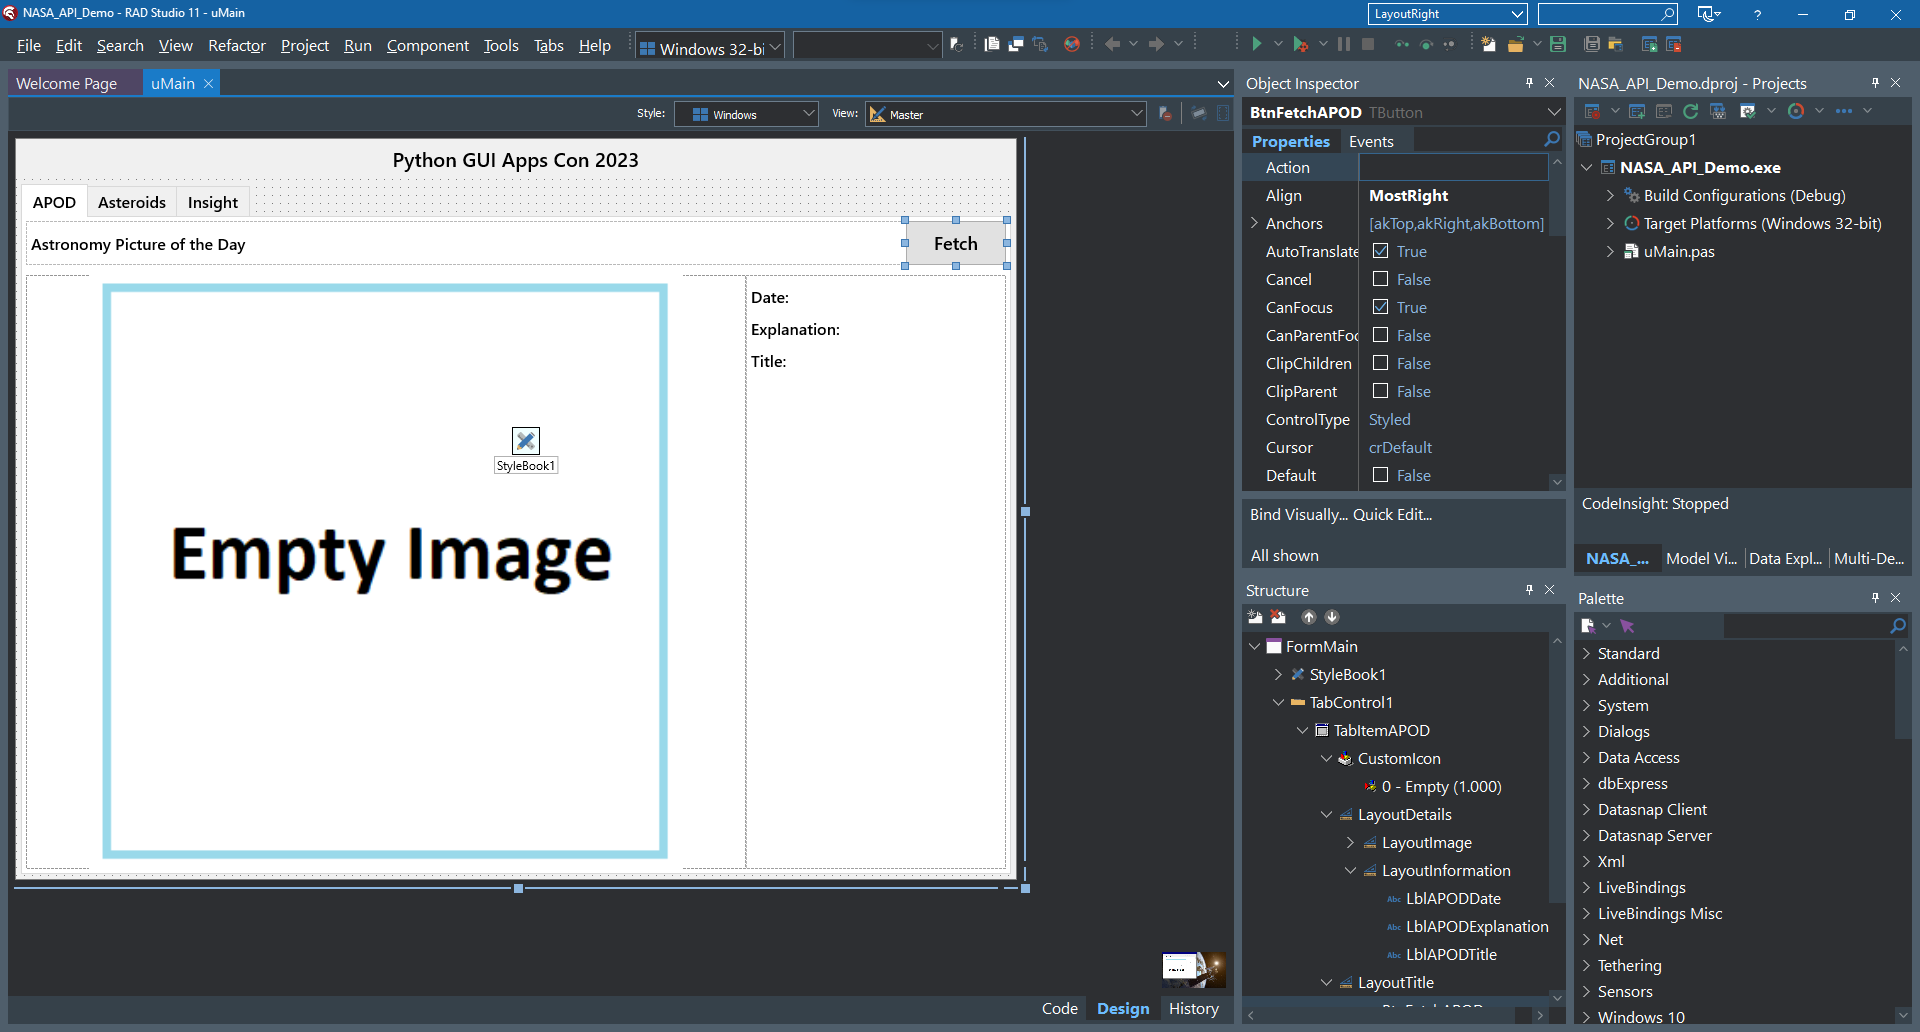 NASA_API_Demo - RAD Studio 11 - uMain
LayoutRight
?
File Edit Search View Refactor Project Run Component Tools Tabs Help
Windows 32-bi
Welcome Page
uMain
Style:
Windows
View:
Master
Python GUI Apps Con 2023
APOD
Asteroids
Insight
Astronomy Picture of the Day
Fetch
Date:
Explanation:
Title:
StyleBook1
Empty Image
Code
Design
History
Object Inspector
BtnFetchAPOD TButton
Properties
Events
Action
Align MostRight
Anchors [akTop,akRight,akBottom]
AutoTranslate True
Cancel False
CanFocus True
CanParentFoc False
ClipChildren False
ClipParent False
ControlType Styled
Cursor crDefault
Default False
Bind Visually... Quick Edit...
All shown
Structure
FormMain
StyleBook1
TabControl1
TabItemAPOD
CustomIcon
0 - Empty (1.000)
LayoutDetails
LayoutImage
LayoutInformation
Abc LblAPODDate
Abc LblAPODExplanation
Abc LblAPODTitle
LayoutTitle
NASA_API_Demo.dproj - Projects
ProjectGroup1
NASA_API_Demo.exe
Build Configurations (Debug)
Target Platforms (Windows 32-bit)
uMain.pas
CodeInsight: Stopped
NASA_... Model Vi... Data Expl... Multi-De...
Palette
Standard
Additional
System
Dialogs
Data Access
dbExpress
Datasnap Client
Datasnap Server
Xml
LiveBindings
LiveBindings Misc
Net
Tethering
Sensors
Windows 10